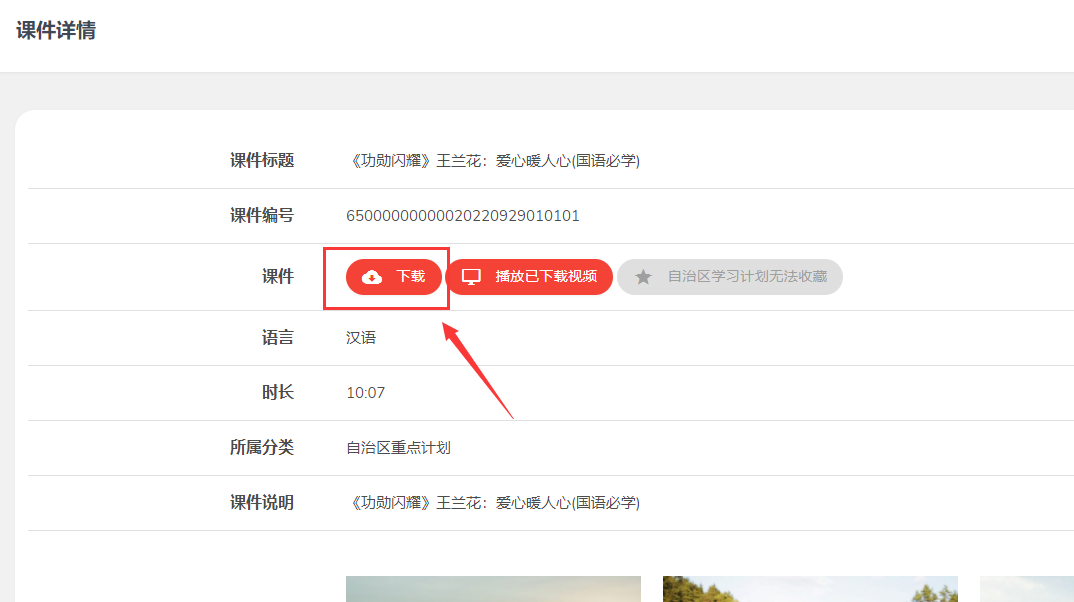 课件详情
课件标题 《功勋闪耀》王兰花：爱心暖人心(国语必学)
课件编号 65000000000020220929010101
课件 下载 播放已下载视频 自治区学习计划无法收藏
语言 汉语
时长 10:07
所属分类 自治区重点计划
课件说明 《功勋闪耀》王兰花：爱心暖人心(国语必学)